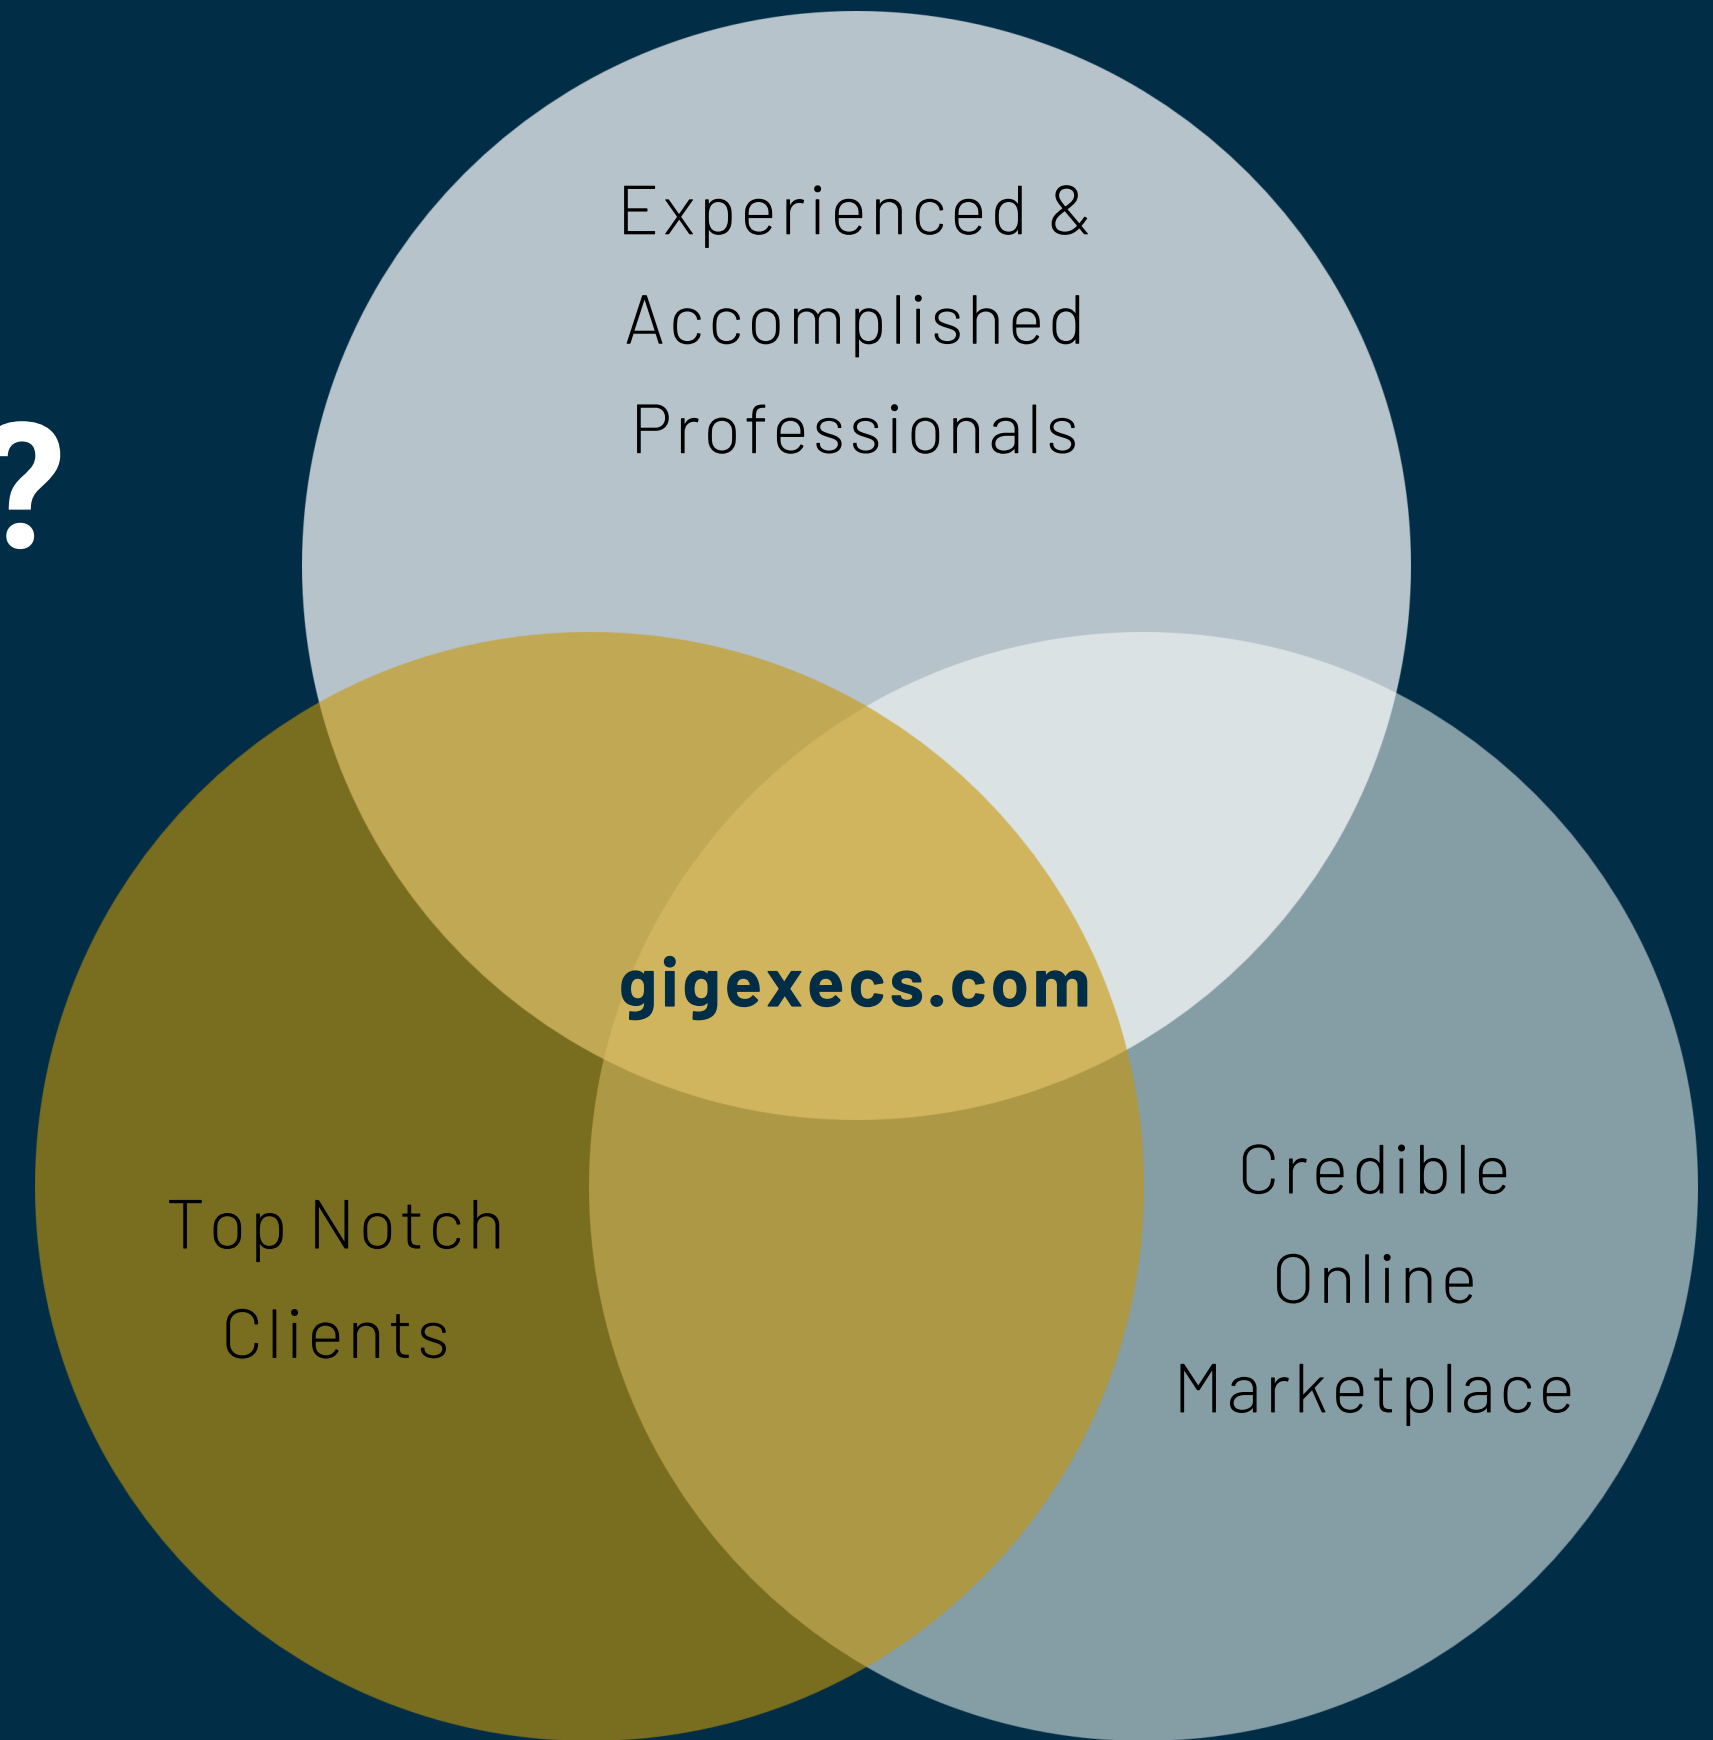 Experienced &
Accomplished
Professionals
?
gigexecs.com
Top Notch
Clients
Credible
Online
Marketplace